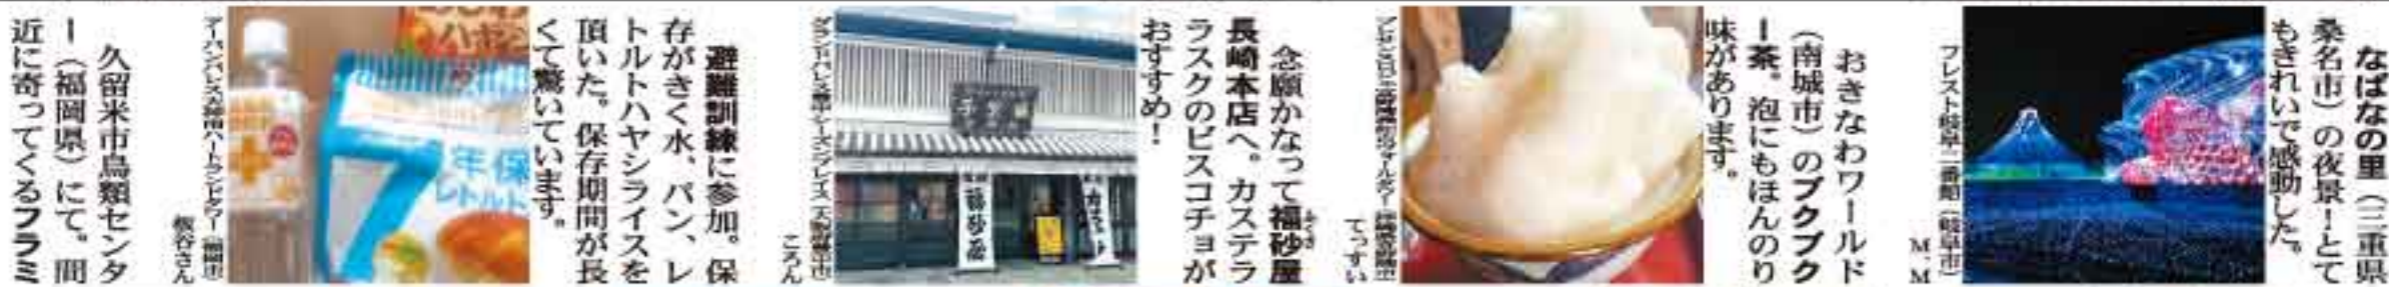 なばなの里（三重県
桑名市）の夜景！とて
もきれいで感動した。
プレスト岐阜二番館（岐阜市）
M．M
おきなわワールド
（南城市）のブクブク
ー茶。泡にもほんのり
味があります。
てっすい
念願かなって福砂屋
長崎本店へ。カステラ
ラスクのビスコチョが
おすすめ！
ころん
避難訓練に参加。保
存がきく水、パン、レ
トルトハヤシライスを
頂いた。保存期間が長
くて驚いています。
7年保
レトルト
久留米市鳥類センタ
ー（福岡県）にて。間
近に寄ってくるフラミ